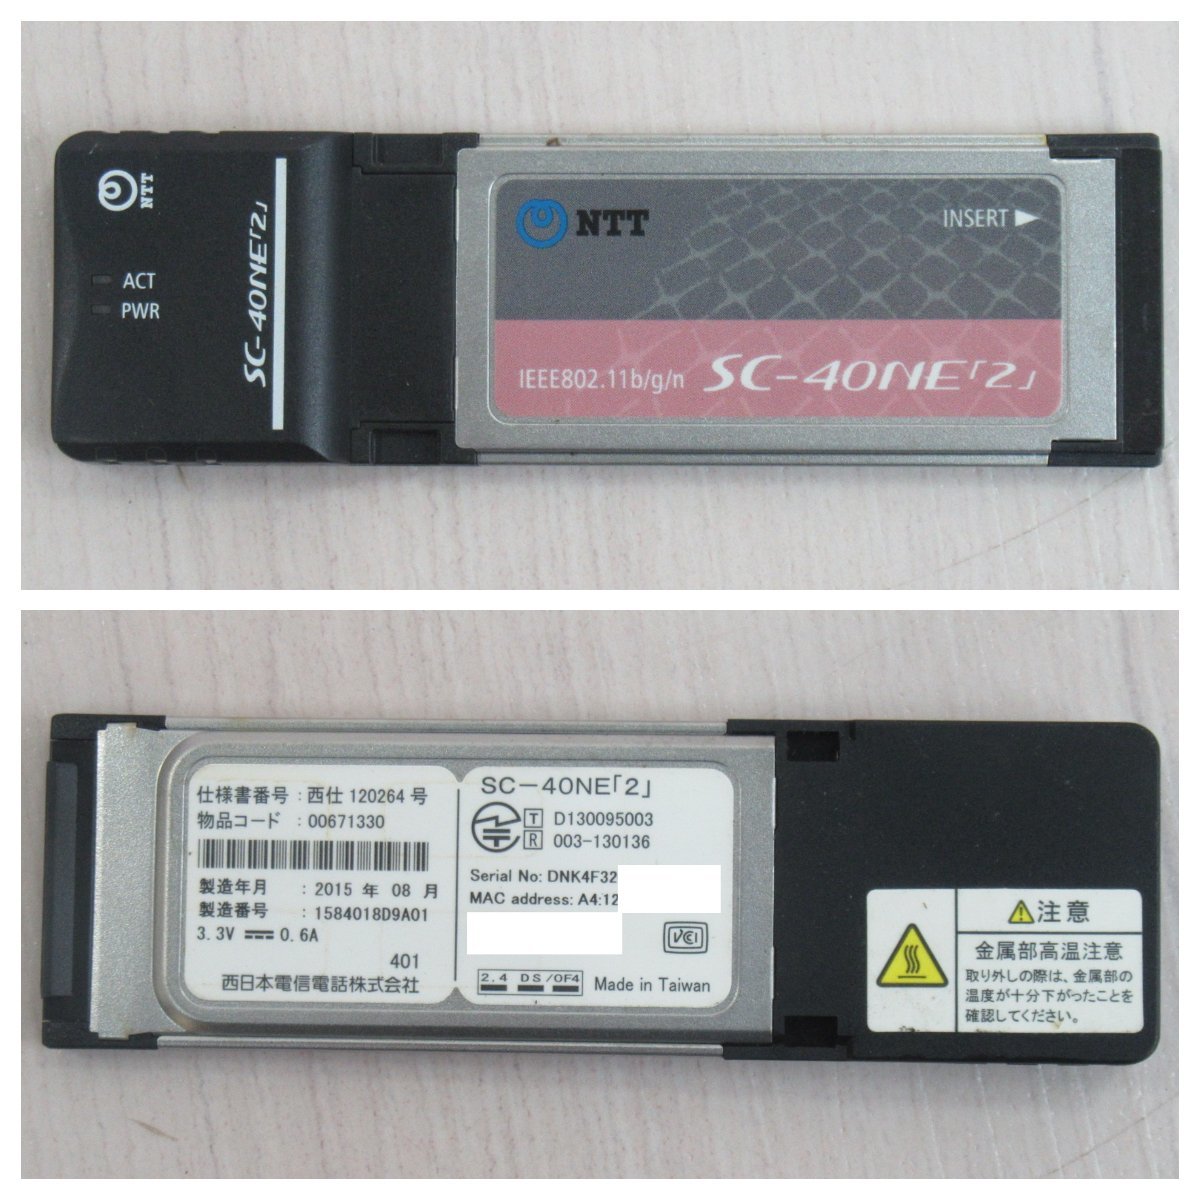 NTT
ACT
PWR
SC-40NE「2」
NTT
INSERT
IEEE802.11b/g/n SC-40NE「2」
仕様書番号 : 西仕 120264 号
物品コード : 00671330
製造年月 : 2015 年 08 月
製造番号 : 1584018D9A01
3.3V 0.6A
401
西日本電信電話株式会社
SC-40NE「2」
T D130095003
R 003-130136
Serial No: DNK4F32
MAC address: A4:12
VCCI
2.4 DS/OF4
Made in Taiwan
注意
金属部高温注意
取り外しの際は、金属部の
温度が十分下がったことを
確認してください。